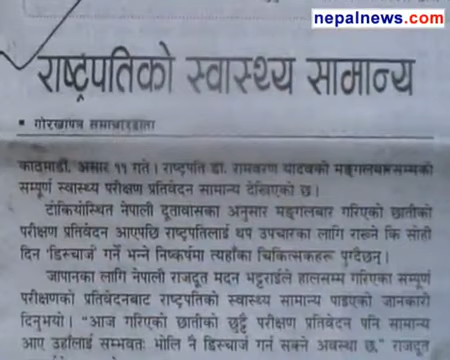 nepalnews.com
राष्ट्रपतिको स्वास्थ्य सामान्य
▪ गोरखापत्र समाचारदाता
काठमाडौं, असार ११ गते। राष्ट्रपति डा. रामवरण यादवको मङ्गलबारसम्मको
सम्पूर्ण स्वास्थ्य परीक्षण प्रतिवेदन सामान्य देखिएको छ।
टोकियोस्थित नेपाली दूतावासका अनुसार मङ्गलबार गरिएको छातीको
परीक्षण प्रतिवेदन आएपछि राष्ट्रपतिलाई थप उपचारका लागि राख्ने कि सोही
दिन 'डिस्चार्ज' गर्ने भन्ने निष्कर्षमा त्यहाँका चिकित्सकहरू पुग्नेछन्।
जापानका लागि नेपाली राजदूत मदन भट्टराईले हालसम्म गरिएका सम्पूर्ण
परीक्षणको प्रतिवेदनबाट राष्ट्रपतिको स्वास्थ्य सामान्य पाइएको जानकारी
दिनुभयो। "आज गरिएको छातीको छुट्टै परीक्षण प्रतिवेदन पनि सामान्य
आए उहाँलाई सम्भवतः भोलि नै डिस्चार्ज गर्न सक्ने अवस्था छ," राजदूत